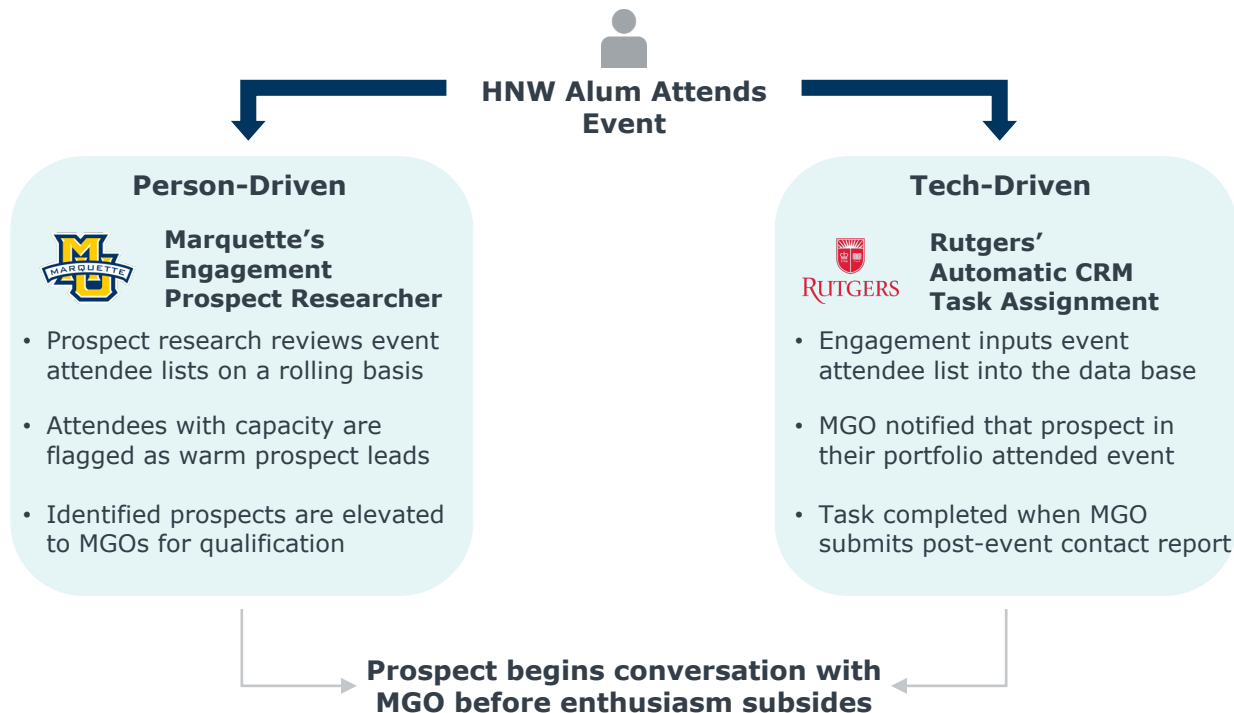 HNW Alum Attends
Event
Person-Driven
MU
MARQUETTE
Marquette’s
Engagement
Prospect Researcher
• Prospect research reviews event
attendee lists on a rolling basis
• Attendees with capacity are
flagged as warm prospect leads
• Identified prospects are elevated
to MGOs for qualification
Tech-Driven
RUTGERS
Rutgers’
Automatic CRM
Task Assignment
• Engagement inputs event
attendee list into the data base
• MGO notified that prospect in
their portfolio attended event
• Task completed when MGO
submits post-event contact report
Prospect begins conversation with
MGO before enthusiasm subsides